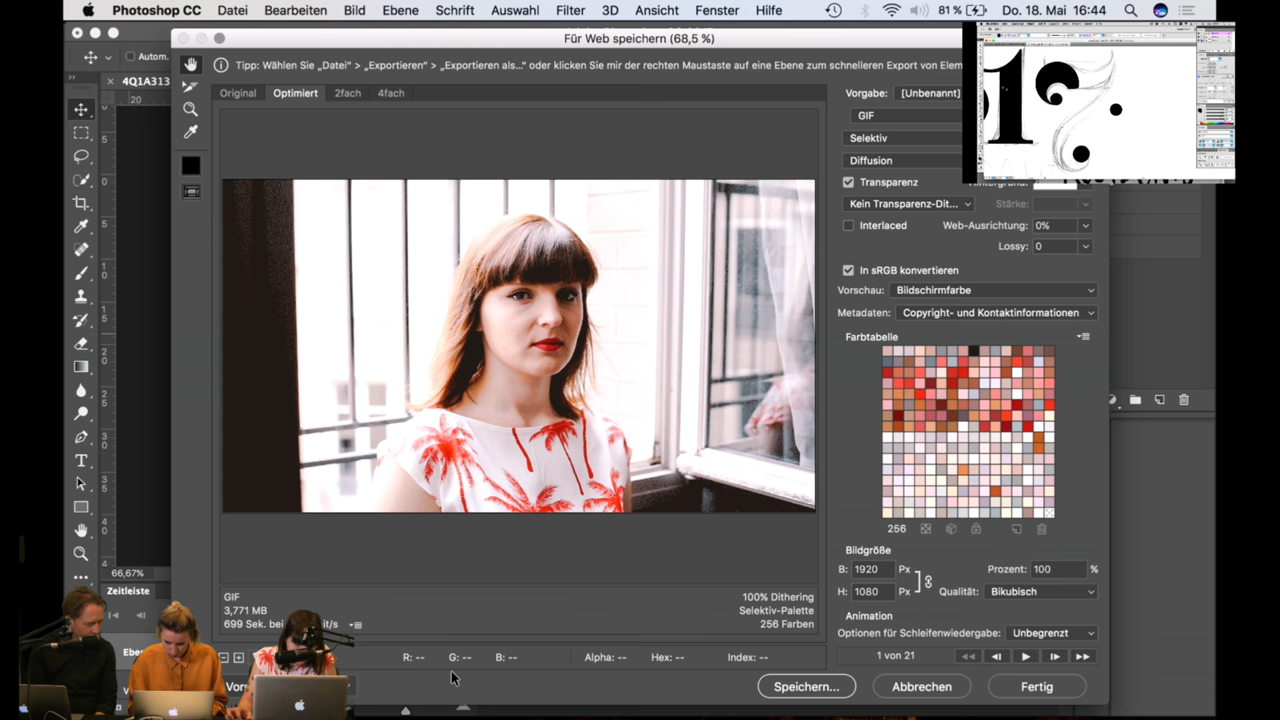 Photoshop CC Datei Bearbeiten Bild Ebene Schrift Auswahl Filter 3D Ansicht Fenster Hilfe 81 % Do. 18. Mai 16:44
Für Web speichern (68,5 %)
Autom.
Tipp: Wählen Sie „Datei" > „Exportieren" > „Exportieren als..." oder klicken Sie mir der rechten Maustaste auf eine Ebene zum schnelleren Export von
4Q1A313
Original Optimiert 2fach 4fach
Vorgabe: [Unbenannt]
20
GIF
Selektiv
Diffusion
Transparenz
Kein Transparenz-Dit... Stärke:
Interlaced Web-Ausrichtung: 0%
Lossy: 0
In sRGB konvertieren
Vorschau: Bildschirmfarbe
Metadaten: Copyright- und Kontaktinformationen
Farbtabelle
256
Bildgröße
B: 1920 Px Prozent: 100 %
H: 1080 Px Qualität: Bikubisch
Animation
Optionen für Schleifenwiedergabe: Unbegrenzt
1 von 21
66,67%
Zeitleiste
GIF 100% Dithering
3,771 MB Selektiv-Palette
699 Sek. bei 256 Farben
R: -- G: -- B: -- Alpha: -- Hex: -- Index: --
Speichern... Abbrechen Fertig
17